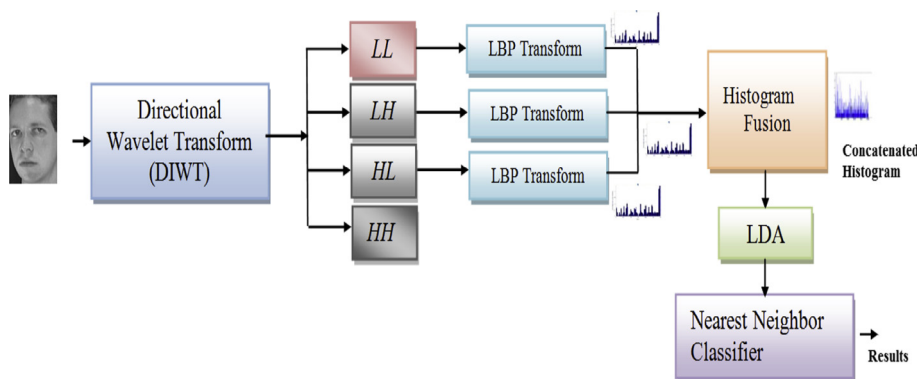 LL
LBP Transform
Directional
Wavelet Transform
(DIWT)
LH
LBP Transform
HL
LBP Transform
HH
Histogram
Fusion
Concatenated
Histogram
LDA
Nearest Neighbor
Classifier
Results